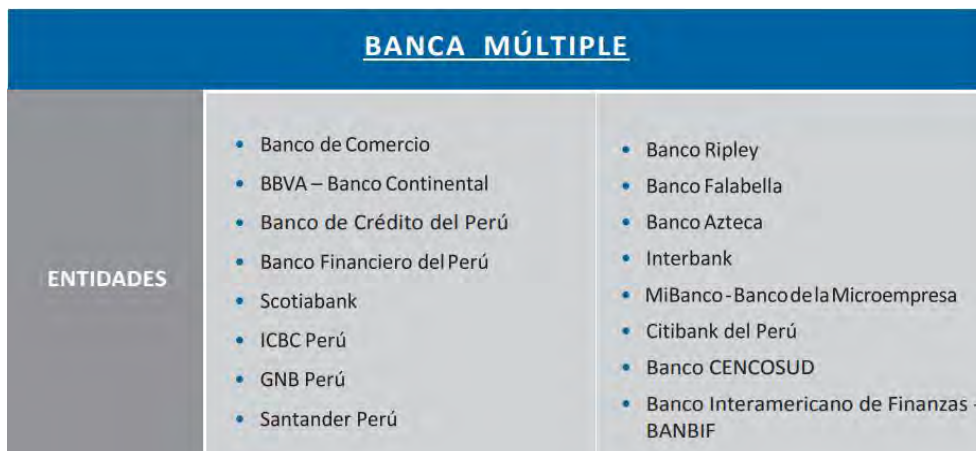 BANCA MÚLTIPLE
ENTIDADES
• Banco de Comercio
• BBVA – Banco Continental
• Banco de Crédito del Perú
• Banco Financiero del Perú
• Scotiabank
• ICBC Perú
• GNB Perú
• Santander Perú
• Banco Ripley
• Banco Falabella
• Banco Azteca
• Interbank
• MiBanco - Banco de la Microempresa
• Citibank del Perú
• Banco CENCOSUD
• Banco Interamericano de Finanzas -
BANBIF